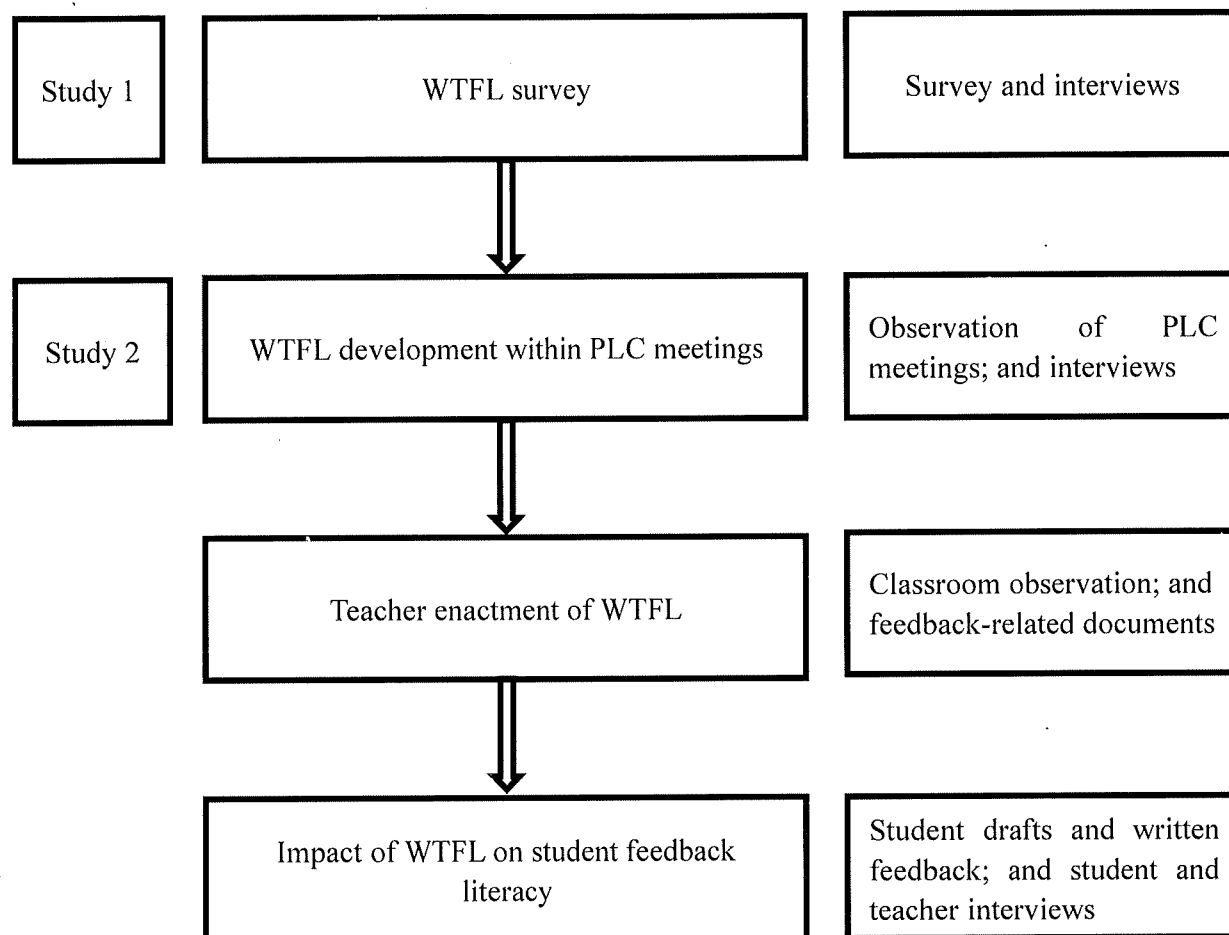 Study 1
WTFL survey
Survey and interviews
Study 2
WTFL development within PLC meetings
Observation of PLC
meetings; and interviews
Teacher enactment of WTFL
Classroom observation; and
feedback-related documents
Impact of WTFL on student feedback
literacy
Student drafts and written
feedback; and student and
teacher interviews